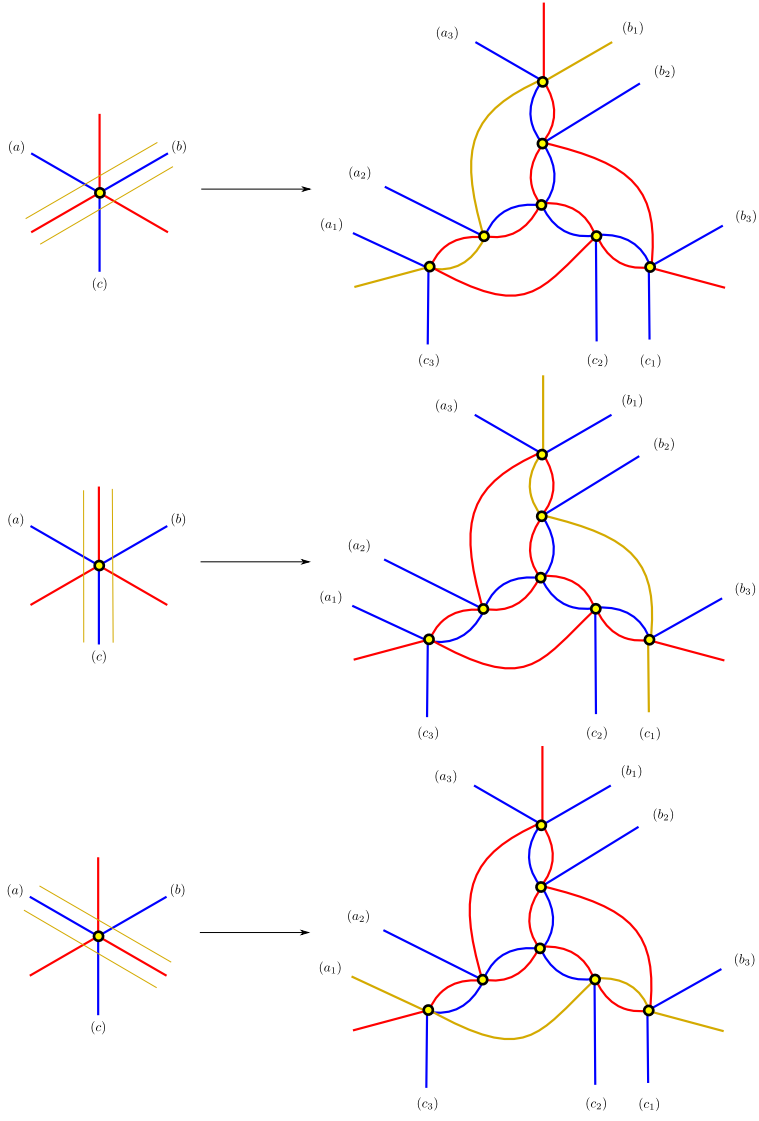 (a) (b)
(c)
(a₃) (b₁)
(b₂)
(a₂)
(a₁) (b₃)
(c₃) (c₂) (c₁)
(a) (b)
(c)
(a₃) (b₁)
(b₂)
(a₂)
(a₁) (b₃)
(c₃) (c₂) (c₁)
(a) (b)
(c)
(a₃) (b₁)
(b₂)
(a₂)
(a₁) (b₃)
(c₃) (c₂) (c₁)